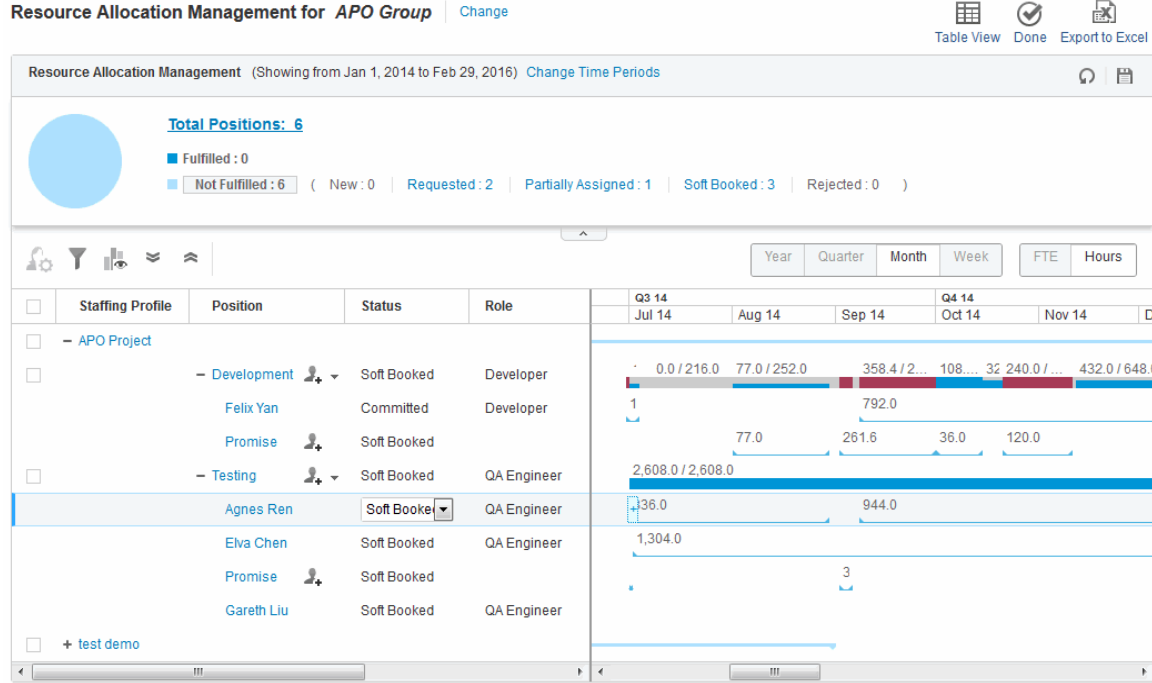 Resource Allocation Management for APO Group Change
Table View Done Export to Excel
Resource Allocation Management (Showing from Jan 1, 2014 to Feb 29, 2016) Change Time Periods
Total Positions: 6
Fulfilled : 0
Not Fulfilled : 6 ( New : 0 Requested : 2 Partially Assigned : 1 Soft Booked : 3 Rejected : 0 )
Year Quarter Month Week FTE Hours
Staffing Profile Position Status Role
Q3 14 Q4 14
Jul 14 Aug 14 Sep 14 Oct 14 Nov 14 D
− APO Project
− Development Soft Booked Developer 0.0 / 216.0 77.0 / 252.0 358.4 / 2... 108.... 32 240.0 / ... 432.0 / 648.0
Felix Yan Committed Developer 1 792.0
Promise Soft Booked 77.0 261.6 36.0 120.0
− Testing Soft Booked QA Engineer 2,608.0 / 2,608.0
Agnes Ren Soft Booke QA Engineer 336.0 944.0
Elva Chen Soft Booked QA Engineer 1,304.0
Promise Soft Booked 3
Gareth Liu Soft Booked QA Engineer
+ test demo